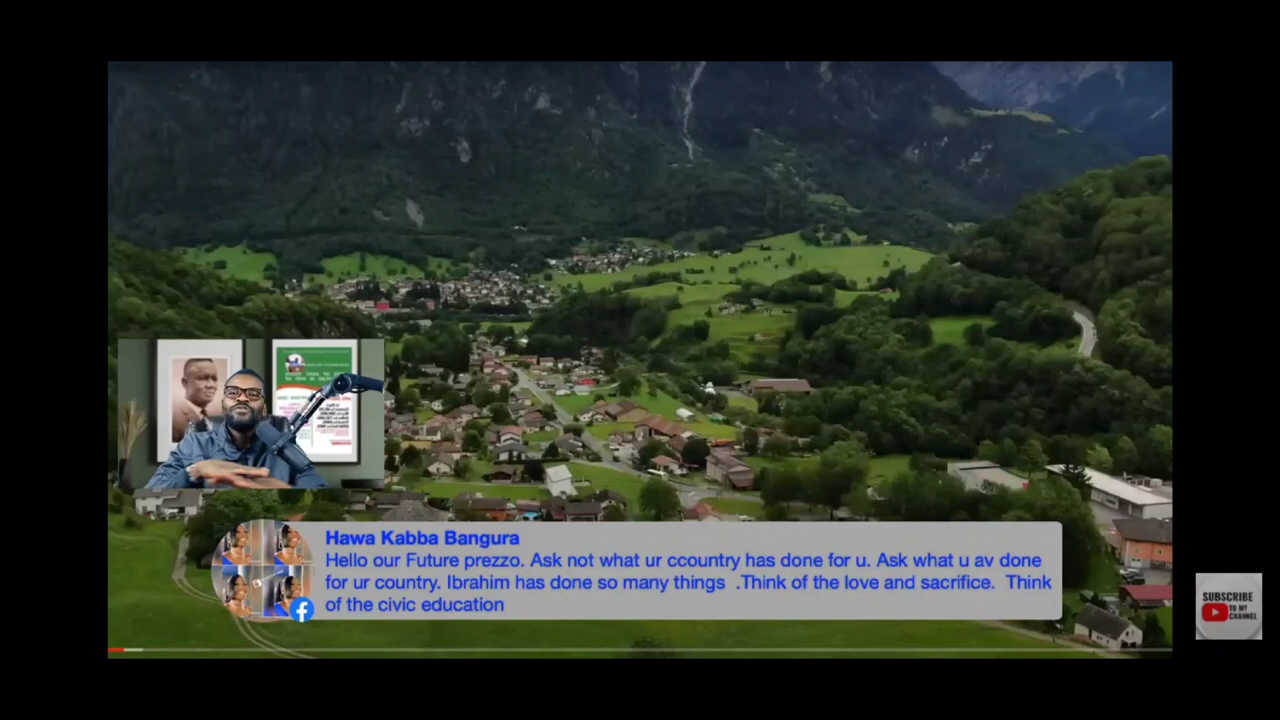 Hawa Kabba Bangura
Hello our Future prezzo. Ask not what ur ccountry has done for u. Ask what u av done
for ur country. Ibrahim has done so many things .Think of the love and sacrifice. Think
of the civic education
SUBSCRIBE
TO MY
CHANNEL